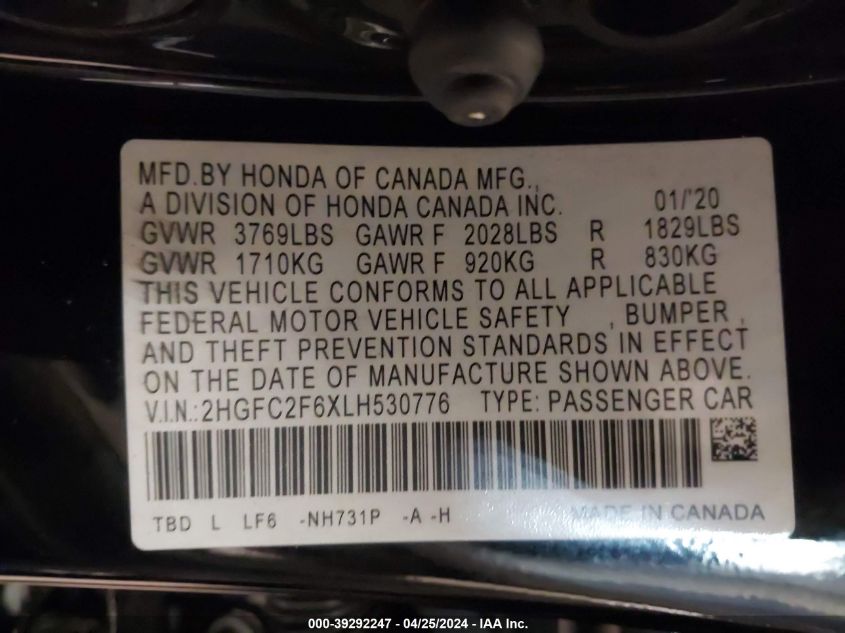 MFD.BY HONDA OF CANADA MFG.,
A DIVISION OF HONDA CANADA INC. 01/'20
GVWR 3769LBS GAWR F 2028LBS R 1829LBS
GVWR 1710KG GAWR F 920KG R 830KG
THIS VEHICLE CONFORMS TO ALL APPLICABLE
FEDERAL MOTOR VEHICLE SAFETY , BUMPER ,
AND THEFT PREVENTION STANDARDS IN EFFECT
ON THE DATE OF MANUFACTURE SHOWN ABOVE.
V.I.N.:2HGFC2F6XLH530776 TYPE: PASSENGER CAR
TBD L LF6 -NH731P -A -H MADE IN CANADA
000-39292247 - 04/25/2024 - IAA Inc.